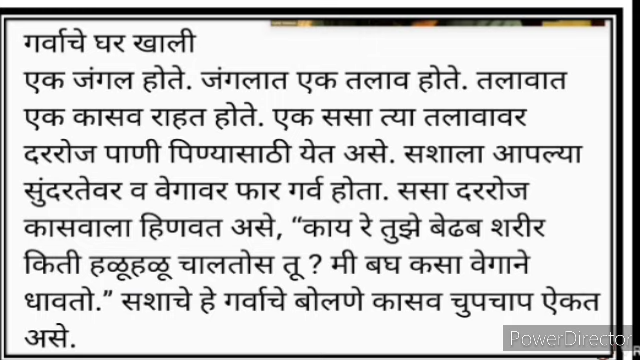 गर्वाचे घर खाली
एक जंगल होते. जंगलात एक तलाव होते. तलावात
एक कासव राहत होते. एक ससा त्या तलावावर
दररोज पाणी पिण्यासाठी येत असे. सशाला आपल्या
सुंदरतेवर व वेगावर फार गर्व होता. ससा दररोज
कासवाला हिणवत असे, “काय रे तुझे बेढब शरीर
किती हळूहळू चालतोस तू ? मी बघ कसा वेगाने
धावतो.” सशाचे हे गर्वाचे बोलणे कासव चुपचाप ऐकत
असे.
PowerDirector